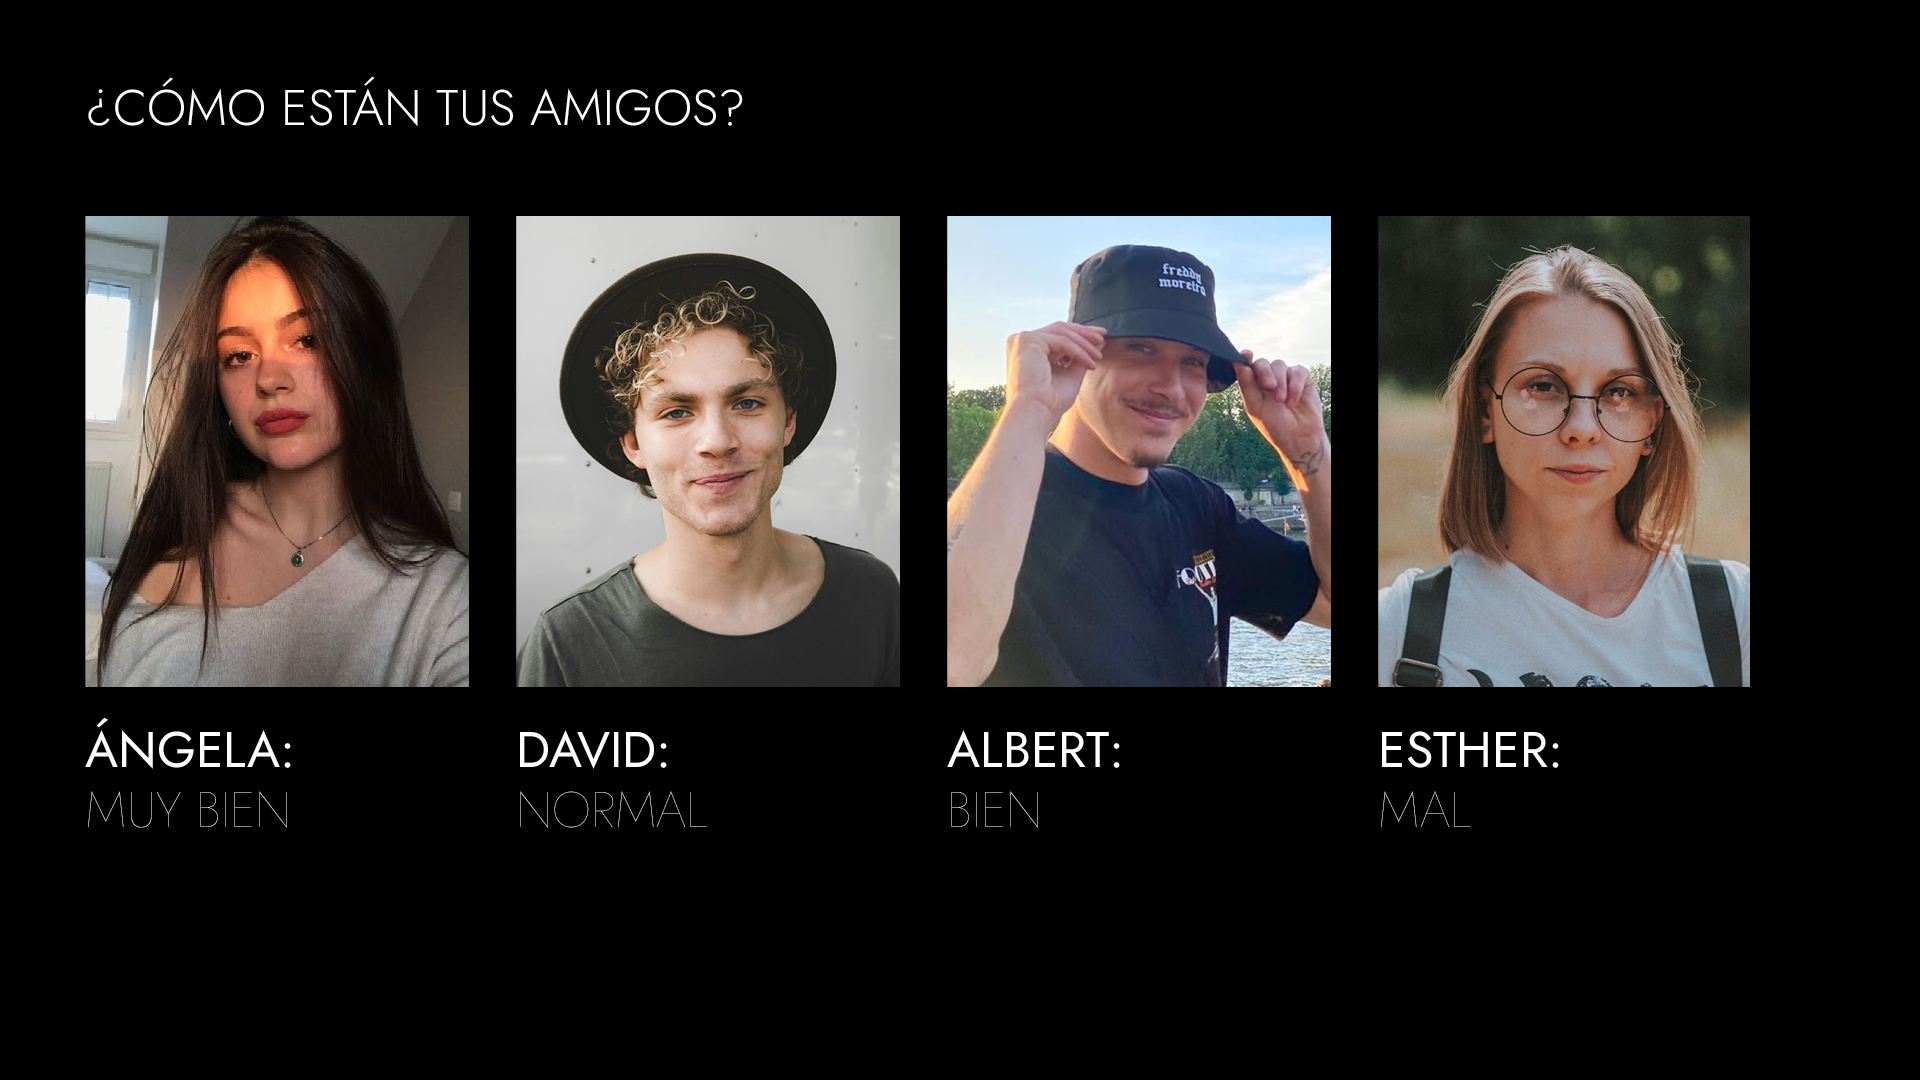 ¿CÓMO ESTÁN TUS AMIGOS?
freddy
moreira
ÁNGELA:
MUY BIEN
DAVID:
NORMAL
ALBERT:
BIEN
ESTHER:
MAL